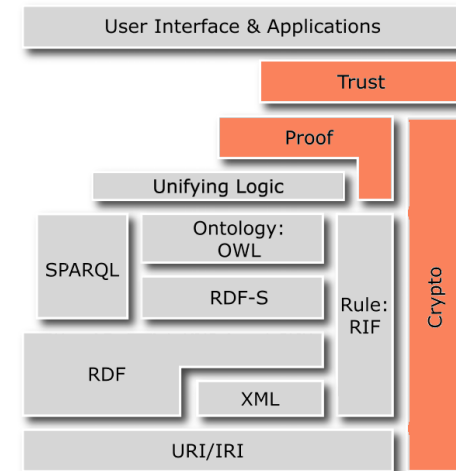 User Interface & Applications
Trust
Proof
Unifying Logic
Ontology:
OWL
SPARQL
RDF-S
Rule:
RIF
Crypto
RDF
XML
URI/IRI